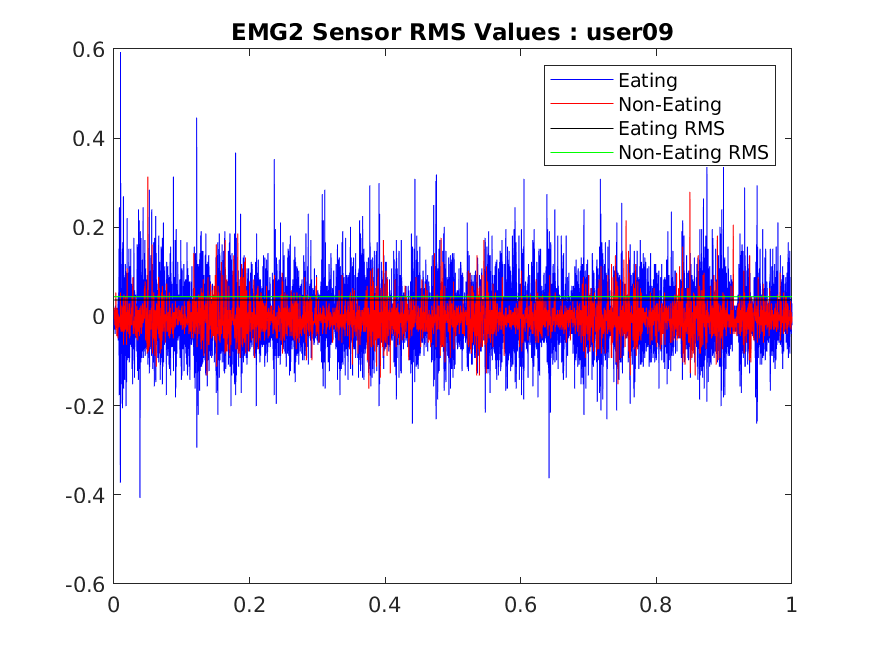 EMG2 Sensor RMS Values : user09
0.6
0.4
0.2
0
-0.2
-0.4
-0.6
Eating
Non-Eating
Eating RMS
Non-Eating RMS
0 0.2 0.4 0.6 0.8 1